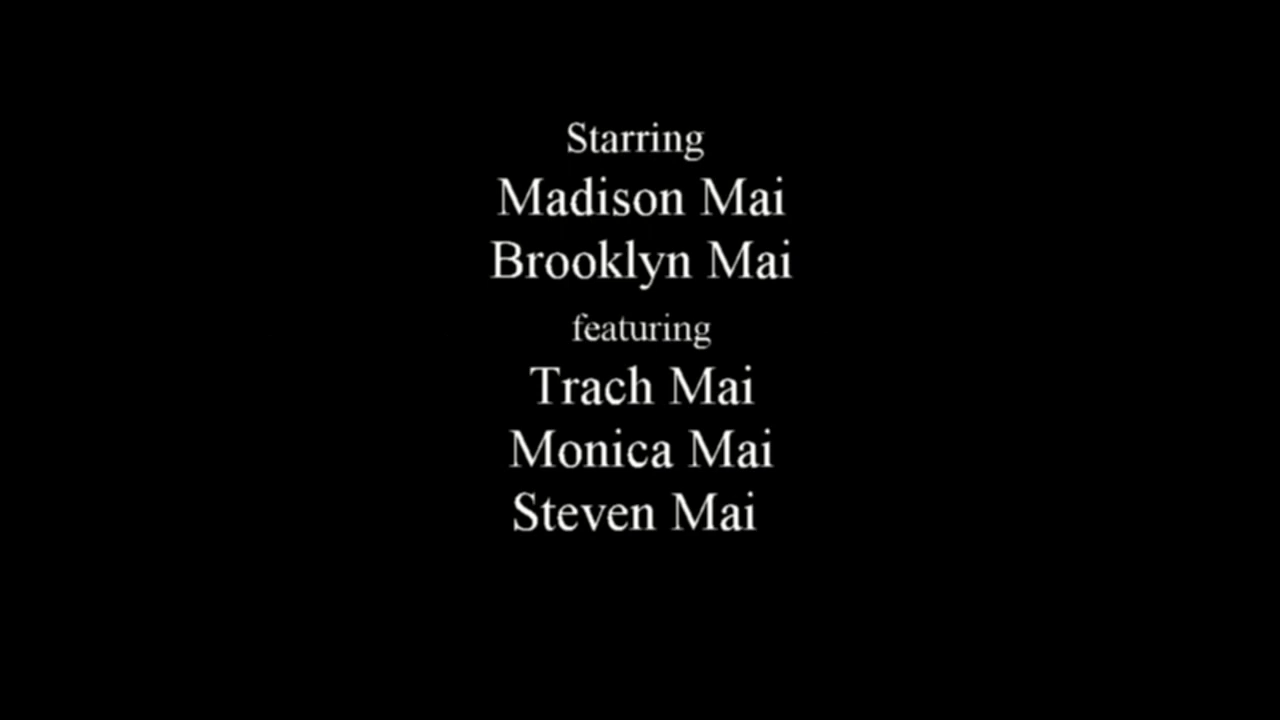 Starring
Madison Mai
Brooklyn Mai
featuring
Trach Mai
Monica Mai
Steven Mai